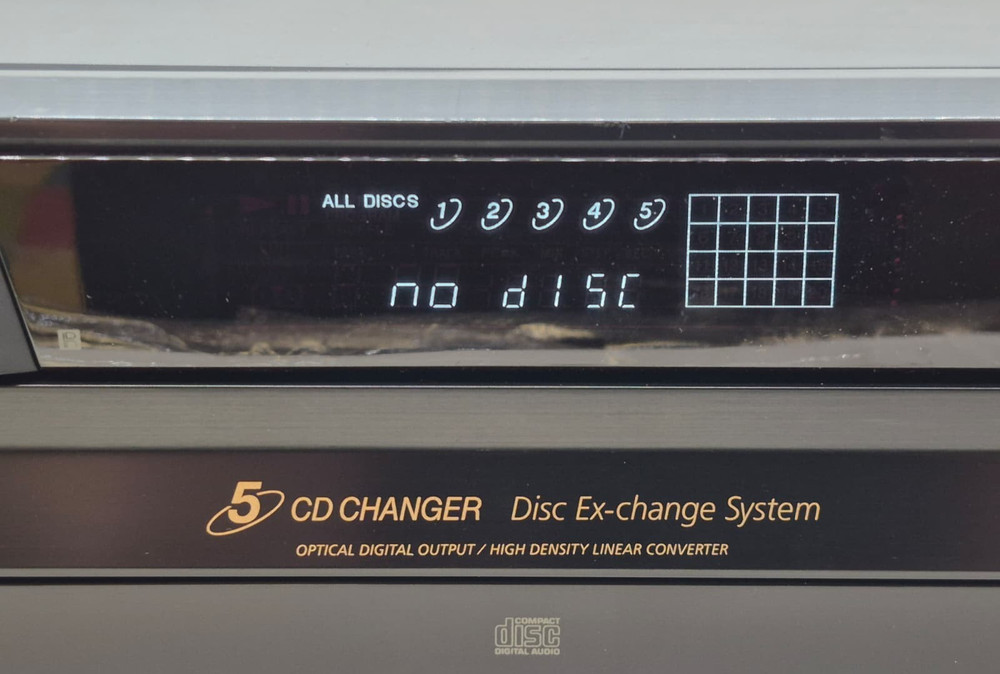 ALL DISCS 1 2 3 4 5
no dISC
5 CD CHANGER Disc Ex-change System
OPTICAL DIGITAL OUTPUT / HIGH DENSITY LINEAR CONVERTER
COMPACT
disc
DIGITAL AUDIO